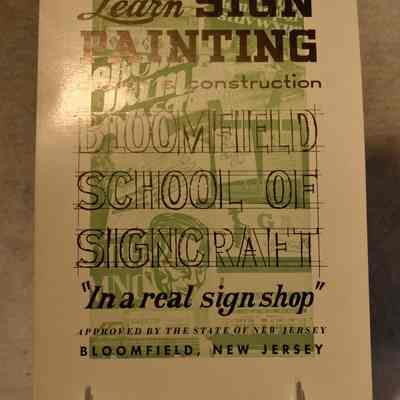 Learn SIGN
PAINTING
construction
BLOOMFIELD
SCHOOL OF
SIGNCRAFT
"In a real sign shop"
APPROVED BY THE STATE OF NEW JERSEY
BLOOMFIELD, NEW JERSEY